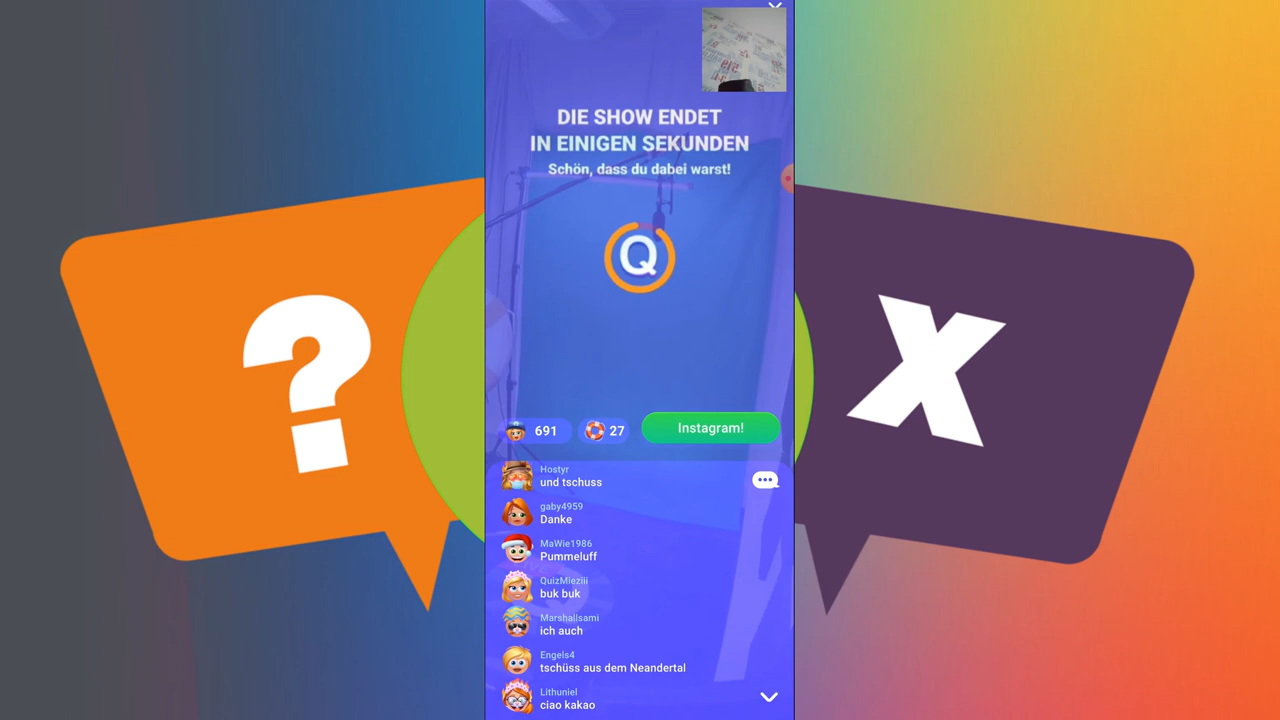 DIE SHOW ENDET
IN EINIGEN SEKUNDEN
Schön, dass du dabei warst!
Q
691
27
Instagram!
Hostyr
und tschuss
gaby4959
Danke
MaWie1986
Pummeluff
QuizMieziii
buk buk
Marshallsami
ich auch
Engels4
tschüss aus dem Neandertal
Lithuniel
ciao kakao
?
X